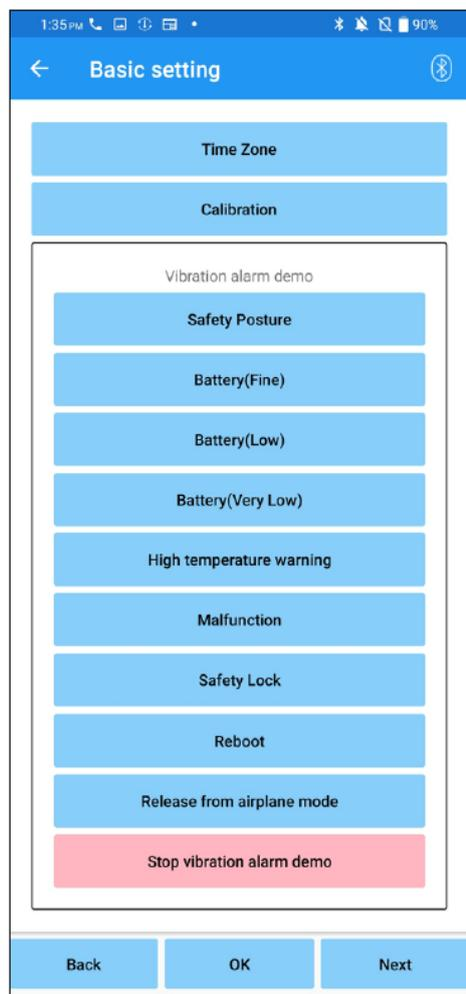 1:35 PM 90%
Basic setting
Time Zone
Calibration
Vibration alarm demo
Safety Posture
Battery(Fine)
Battery(Low)
Battery(Very Low)
High temperature warning
Malfunction
Safety Lock
Reboot
Release from airplane mode
Stop vibration alarm demo
Back OK Next